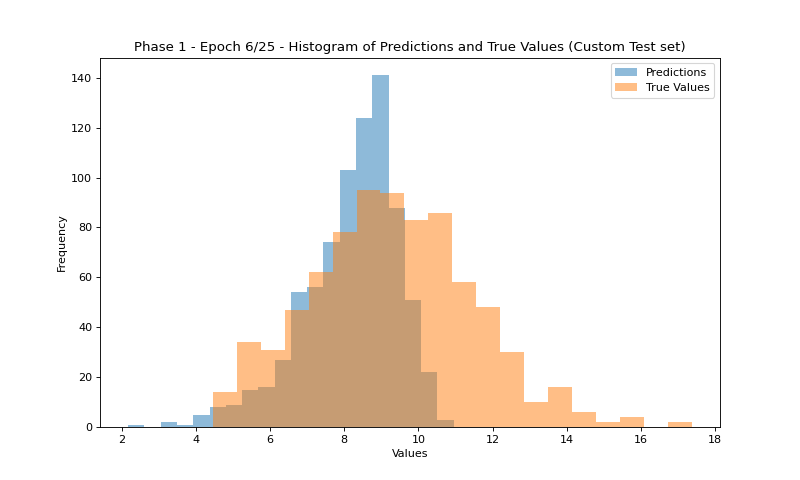 Phase 1 - Epoch 6/25 - Histogram of Predictions and True Values (Custom Test set)
Predictions
True Values
140
120
100
80
60
40
20
0
Frequency
2 4 6 8 10 12 14 16 18
Values